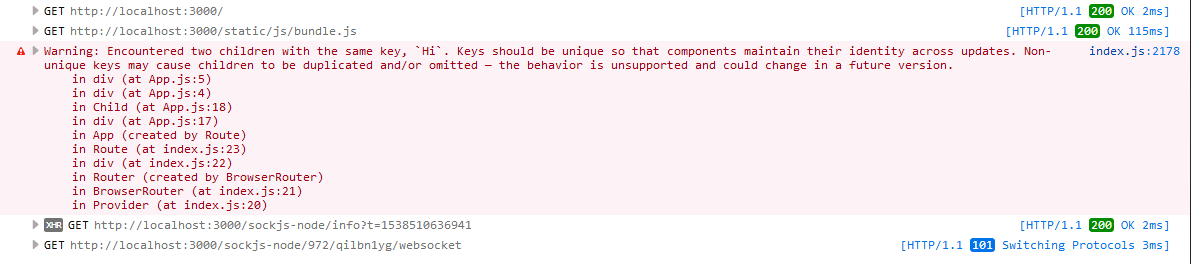 GET http://localhost:3000/ [HTTP/1.1 200 OK 2ms]
GET http://localhost:3000/static/js/bundle.js [HTTP/1.1 200 OK 115ms]
Warning: Encountered two children with the same key, `Hi`. Keys should be unique so that components maintain their identity across updates. Non- index.js:2178
unique keys may cause children to be duplicated and/or omitted — the behavior is unsupported and could change in a future version.
in div (at App.js:5)
in div (at App.js:4)
in Child (at App.js:18)
in div (at App.js:17)
in App (created by Route)
in Route (at index.js:23)
in div (at index.js:22)
in Router (created by BrowserRouter)
in BrowserRouter (at index.js:21)
in Provider (at index.js:20)
XHR GET http://localhost:3000/sockjs-node/info?t=1538510636941 [HTTP/1.1 200 OK 2ms]
GET http://localhost:3000/sockjs-node/972/qilbn1yg/websocket [HTTP/1.1 101 Switching Protocols 3ms]